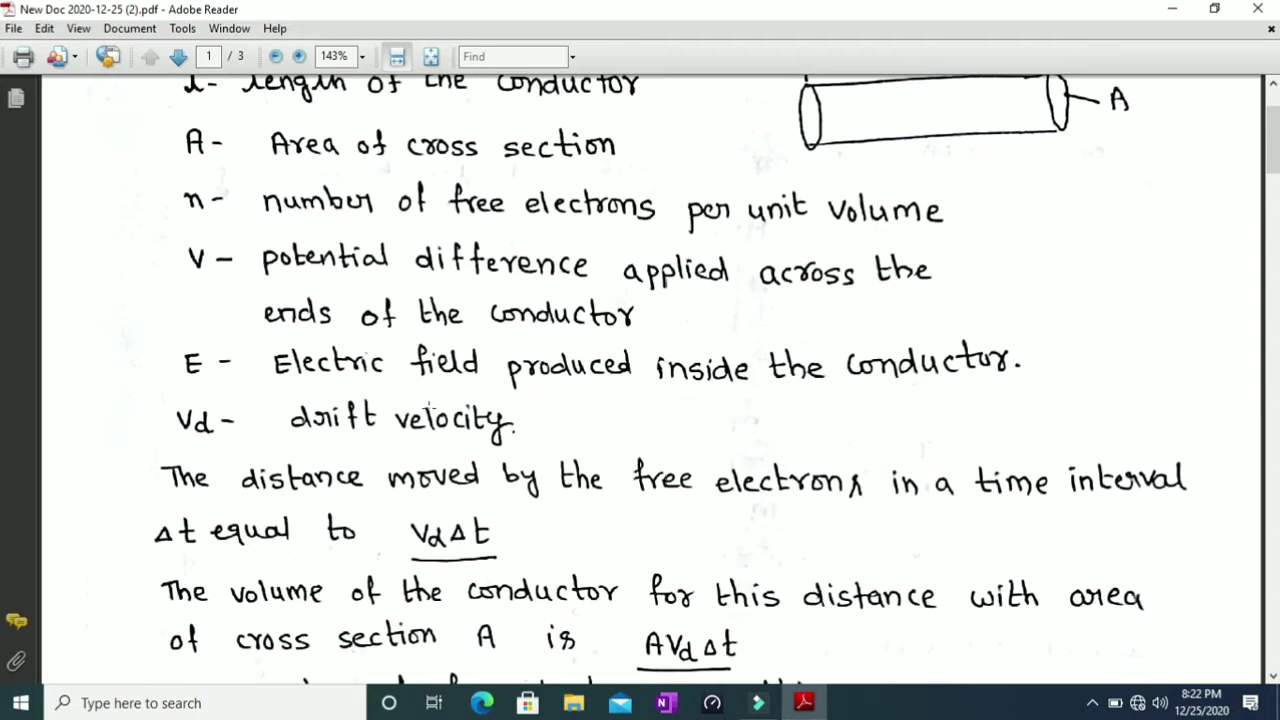 New Doc 2020-12-25 (2).pdf - Adobe Reader
File Edit View Document Tools Window Help
1 / 3 143% Find
l- length of the conductor
A
A- Area of cross section
n- number of free electrons per unit volume
V- potential difference applied across the
ends of the conductor
E- Electric field produced inside the conductor.
Vd- drift velocity.
The distance moved by the free electrons in a time interval
Δt equal to VdΔt
The volume of the conductor for this distance with area
of cross section A is AVdΔt
Type here to search
8:22 PM
12/25/2020